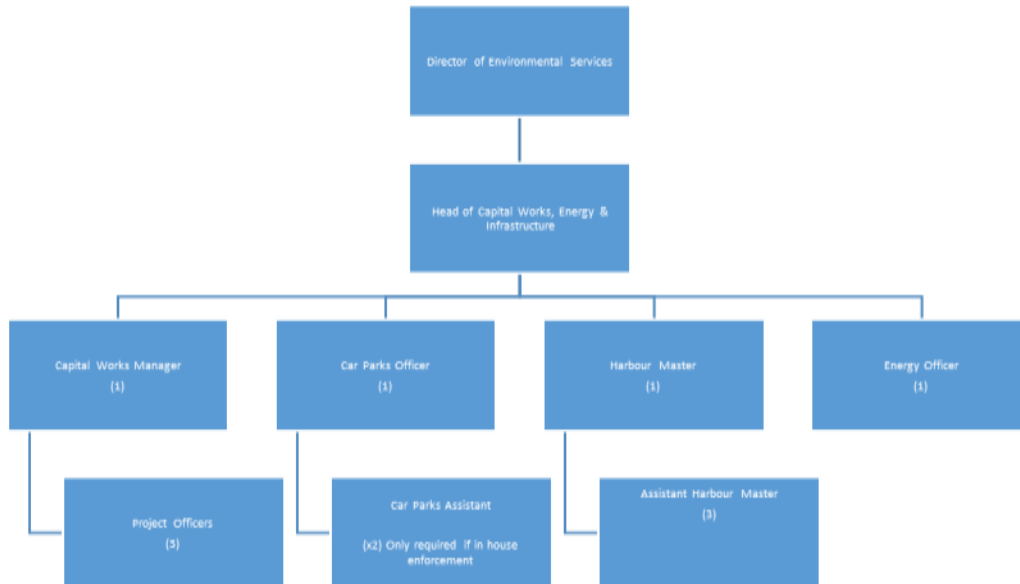 Director of Environmental Services
Head of Capital Works, Energy &
Infrastructure
Capital Works Manager
(1)
Car Parks Officer
(1)
Harbour Master
(1)
Energy Officer
(1)
Project Officers
(3)
Car Parks Assistant
(x2) Only required if in house
enforcement
Assistant Harbour Master
(3)